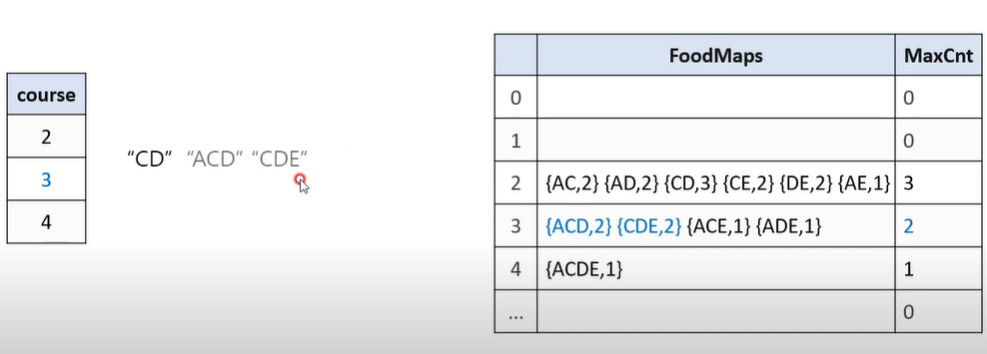 course
2
3
4
"CD" "ACD" "CDE"
FoodMaps MaxCnt
0 0
1 0
2 {AC,2} {AD,2} {CD,3} {CE,2} {DE,2} {AE,1} 3
3 {ACD,2} {CDE,2} {ACE,1} {ADE,1} 2
4 {ACDE,1} 1
... 0